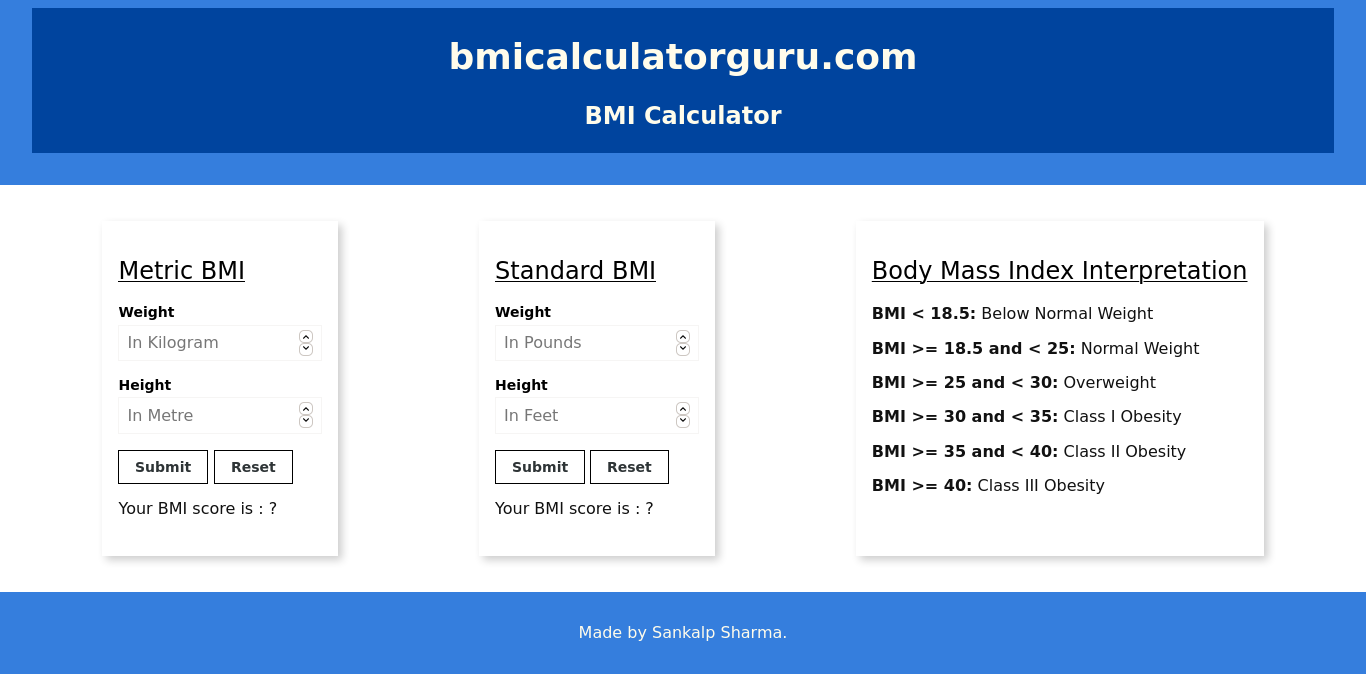 bmicalculatorguru.com
BMI Calculator
Metric BMI
Weight
In Kilogram
Height
In Metre
Submit Reset
Your BMI score is : ?
Standard BMI
Weight
In Pounds
Height
In Feet
Submit Reset
Your BMI score is : ?
Body Mass Index Interpretation
BMI < 18.5: Below Normal Weight
BMI >= 18.5 and < 25: Normal Weight
BMI >= 25 and < 30: Overweight
BMI >= 30 and < 35: Class I Obesity
BMI >= 35 and < 40: Class II Obesity
BMI >= 40: Class III Obesity
Made by Sankalp Sharma.